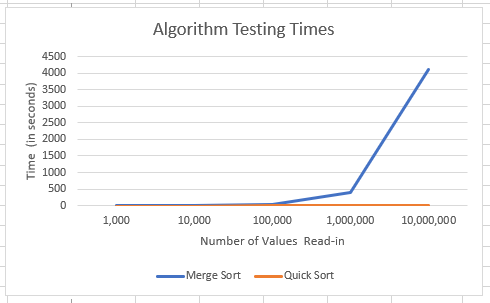 Algorithm Testing Times
Time (In seconds)
4500
4000
3500
3000
2500
2000
1500
1000
500
0
1,000 10,000 100,000 1,000,000 10,000,000
Number of Values Read-in
Merge Sort Quick Sort